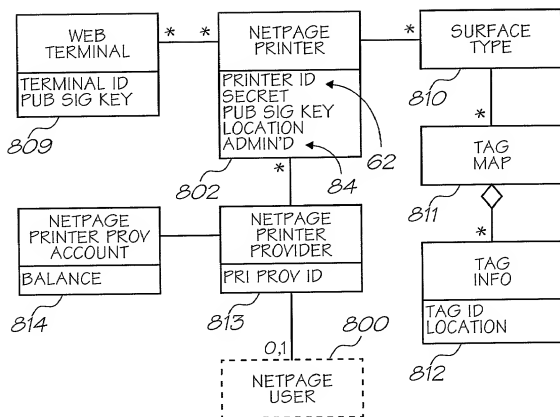 WEB
TERMINAL
TERMINAL ID
PUB SIG KEY
809
*
*
NETPAGE
PRINTER
PRINTER ID
SECRET
PUB SIG KEY
LOCATION
ADMIN'D
802
84
62
*
*
SURFACE
TYPE
810
*
TAG
MAP
811
*
TAG
INFO
TAG ID
LOCATION
812
NETPAGE
PRINTER PROV
ACCOUNT
BALANCE
814
NETPAGE
PRINTER
PROVIDER
PRI PROV ID
813
800
0,1
NETPAGE
USER